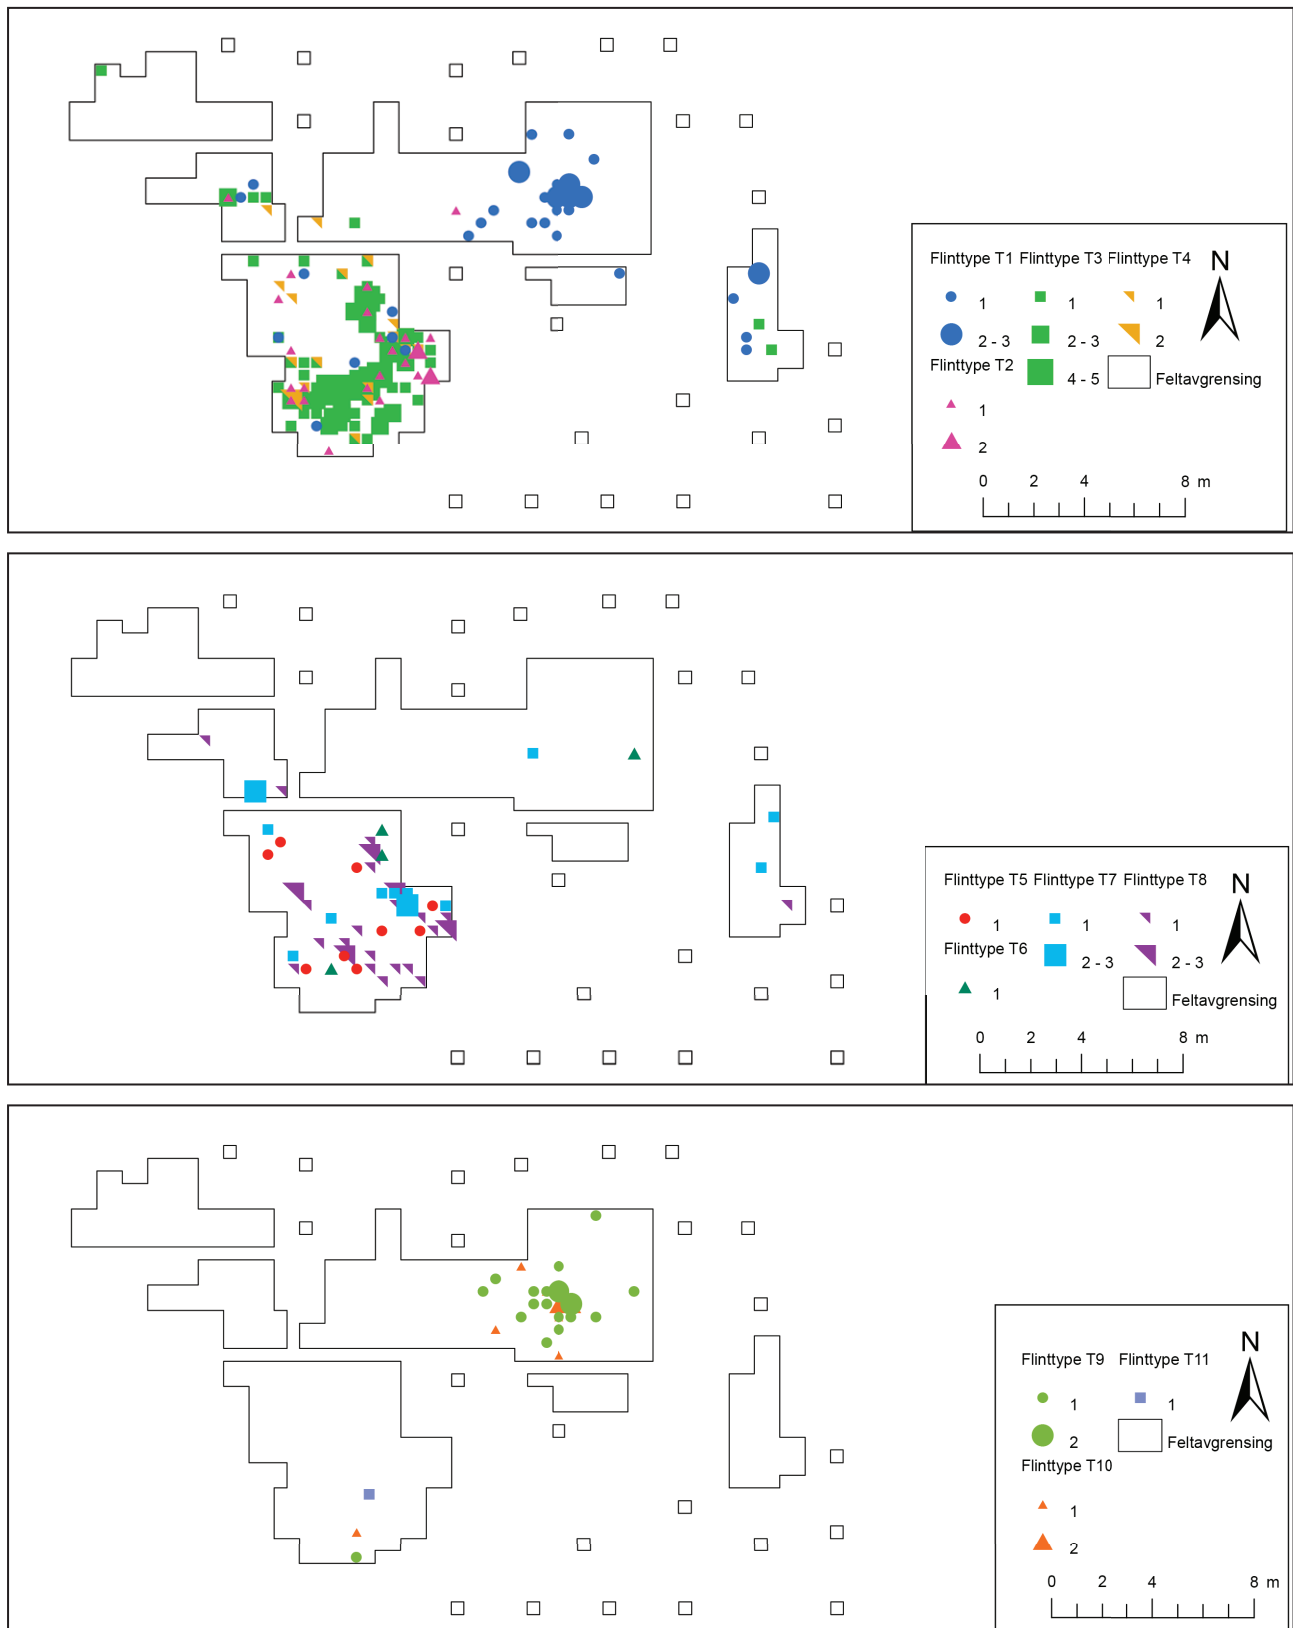 Flinttype T1 Flinttype T3 Flinttype T4 N
1 1 1
2 - 3 2 - 3 2
Flinttype T2 4 - 5 Feltavgrensing
1
2
0 2 4 8 m
Flinttype T5 Flinttype T7 Flinttype T8 N
1 1 1
Flinttype T6 2 - 3 2 - 3
1 Feltavgrensing
0 2 4 8 m
Flinttype T9 Flinttype T11 N
1 1
2 Feltavgrensing
Flinttype T10
1
2
0 2 4 8 m